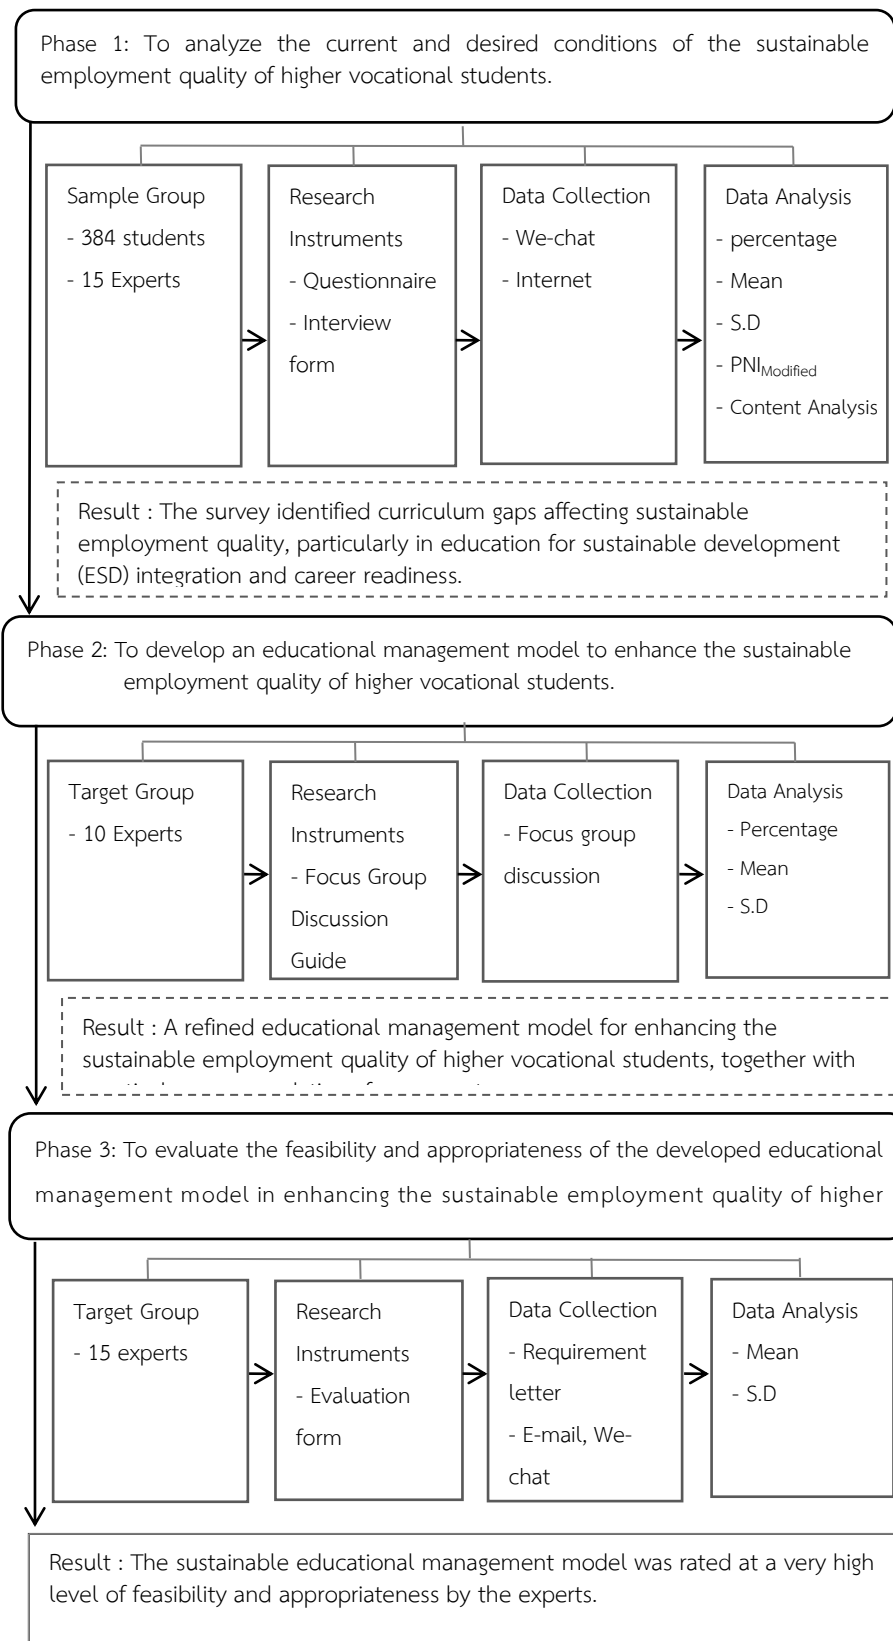 Phase 1: To analyze the current and desired conditions of the sustainable
employment quality of higher vocational students.
Sample Group
- 384 students
- 15 Experts
Research
Instruments
- Questionnaire
- Interview
form
Data Collection
- We-chat
- Internet
Data Analysis
- percentage
- Mean
- S.D
- PNIModified
- Content Analysis
Result : The survey identified curriculum gaps affecting sustainable
employment quality, particularly in education for sustainable development
(ESD) integration and career readiness.
Phase 2: To develop an educational management model to enhance the sustainable
employment quality of higher vocational students.
Target Group
- 10 Experts
Research
Instruments
- Focus Group
Discussion
Guide
Data Collection
- Focus group
discussion
Data Analysis
- Percentage
- Mean
- S.D
Result : A refined educational management model for enhancing the
sustainable employment quality of higher vocational students, together with
Phase 3: To evaluate the feasibility and appropriateness of the developed educational
management model in enhancing the sustainable employment quality of higher
Target Group
- 15 experts
Research
Instruments
- Evaluation
form
Data Collection
- Requirement
letter
- E-mail, We-
chat
Data Analysis
- Mean
- S.D
Result : The sustainable educational management model was rated at a very high
level of feasibility and appropriateness by the experts.